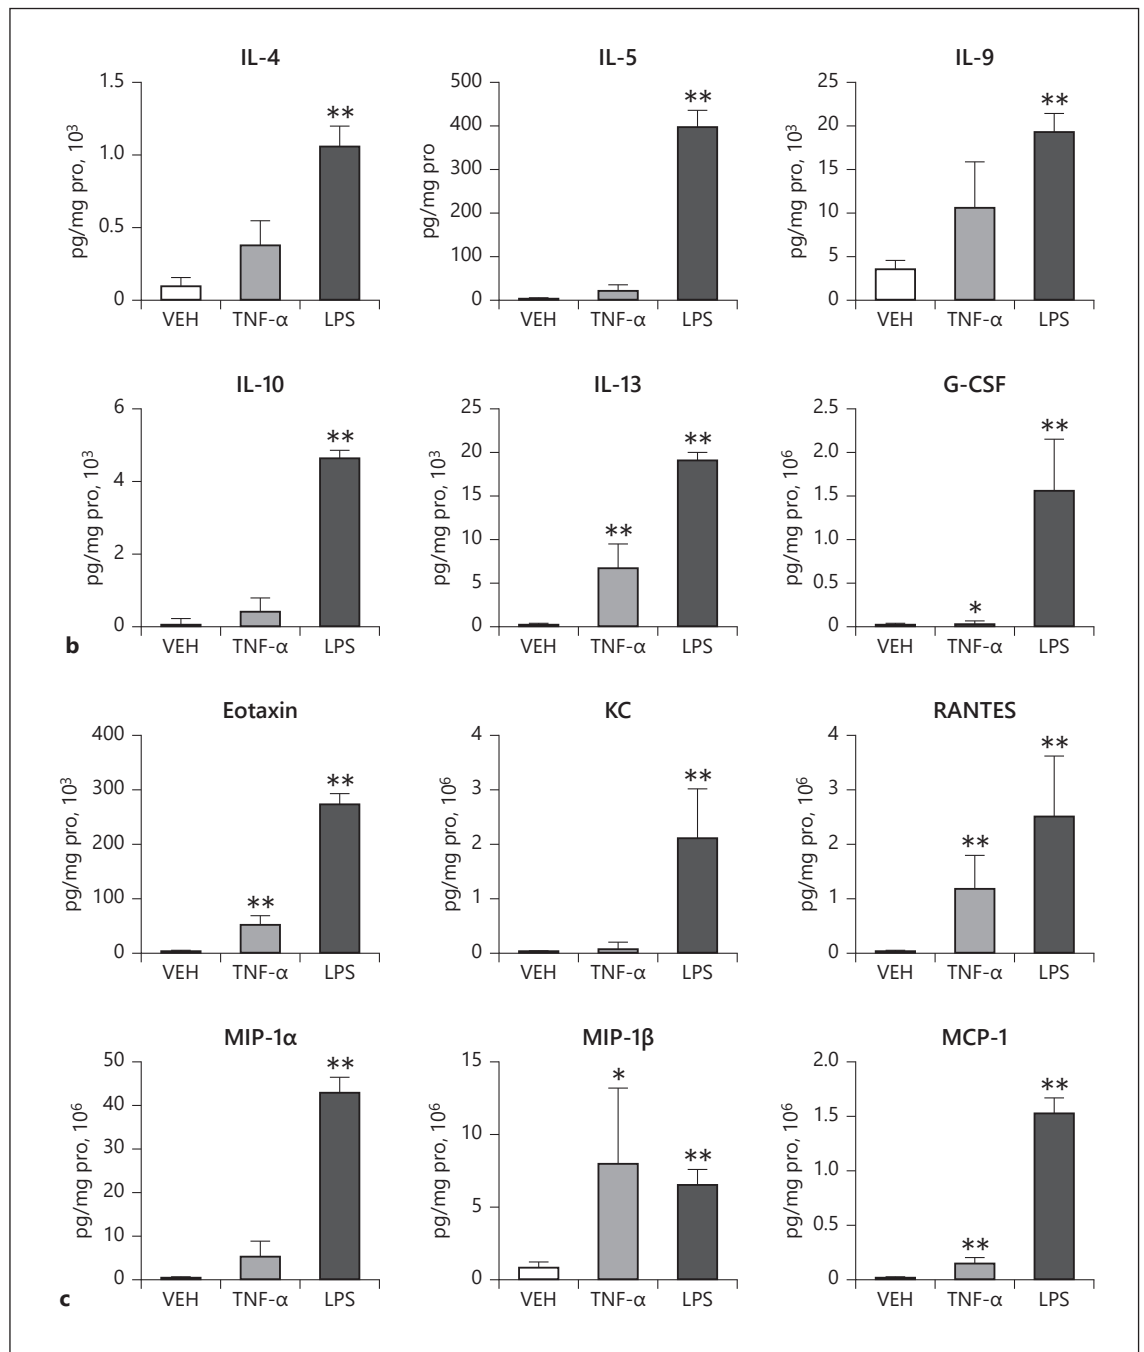 IL-4 IL-5 IL-9
1.5 500 25
** ** **
400 20
1.0 300 15
pg/mg pro, 10³ pg/mg pro pg/mg pro, 10³
0.5 200 10
100 5
0 0 0
VEH TNF-α LPS VEH TNF-α LPS VEH TNF-α LPS
IL-10 IL-13 G-CSF
6 25 2.5
** ** **
20 2.0
4 15 1.5
pg/mg pro, 10³ pg/mg pro, 10³ pg/mg pro, 10⁶
** *
2 10 1.0
5 0.5
0 0 0
b VEH TNF-α LPS VEH TNF-α LPS VEH TNF-α LPS
Eotaxin KC RANTES
400 4 4
** ** **
300 3 3
pg/mg pro, 10³ pg/mg pro, 10⁶ pg/mg pro, 10⁶
200 2 2
** **
100 1 1
0 0 0
VEH TNF-α LPS VEH TNF-α LPS VEH TNF-α LPS
MIP-1α MIP-1β MCP-1
50 15 2.0
** * **
40 1.5
30 10 1.0
pg/mg pro, 10⁶ pg/mg pro, 10⁶ pg/mg pro, 10⁶
** **
20 5 0.5
10
0 0 0
c VEH TNF-α LPS VEH TNF-α LPS VEH TNF-α LPS